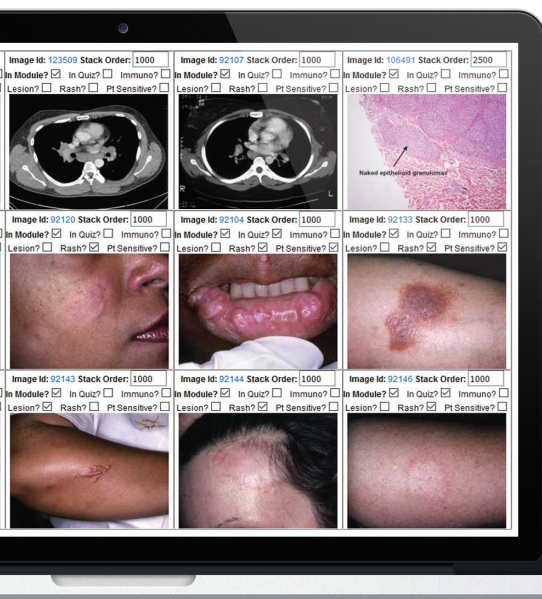 Image Id: 123509 Stack Order: 1000
In Module? In Quiz? Immuno?
Lesion? Rash? Pt Sensitive?
Image Id: 92107 Stack Order: 1000
In Module? In Quiz? Immuno?
Lesion? Rash? Pt Sensitive?
R
L
Image Id: 106491 Stack Order: 2500
In Module? In Quiz? Immuno?
Lesion? Rash? Pt Sensitive?
Naked epithelioid granulomas
Image Id: 92120 Stack Order: 1000
In Module? In Quiz? Immuno?
Lesion? Rash? Pt Sensitive?
Image Id: 92104 Stack Order: 1000
In Module? In Quiz? Immuno?
Lesion? Rash? Pt Sensitive?
Image Id: 92133 Stack Order: 1000
In Module? In Quiz? Immuno?
Lesion? Rash? Pt Sensitive?
Image Id: 92143 Stack Order: 1000
In Module? In Quiz? Immuno?
Lesion? Rash? Pt Sensitive?
Image Id: 92144 Stack Order: 1000
In Module? In Quiz? Immuno?
Lesion? Rash? Pt Sensitive?
Image Id: 92146 Stack Order: 1000
In Module? In Quiz? Immuno?
Lesion? Rash? Pt Sensitive?